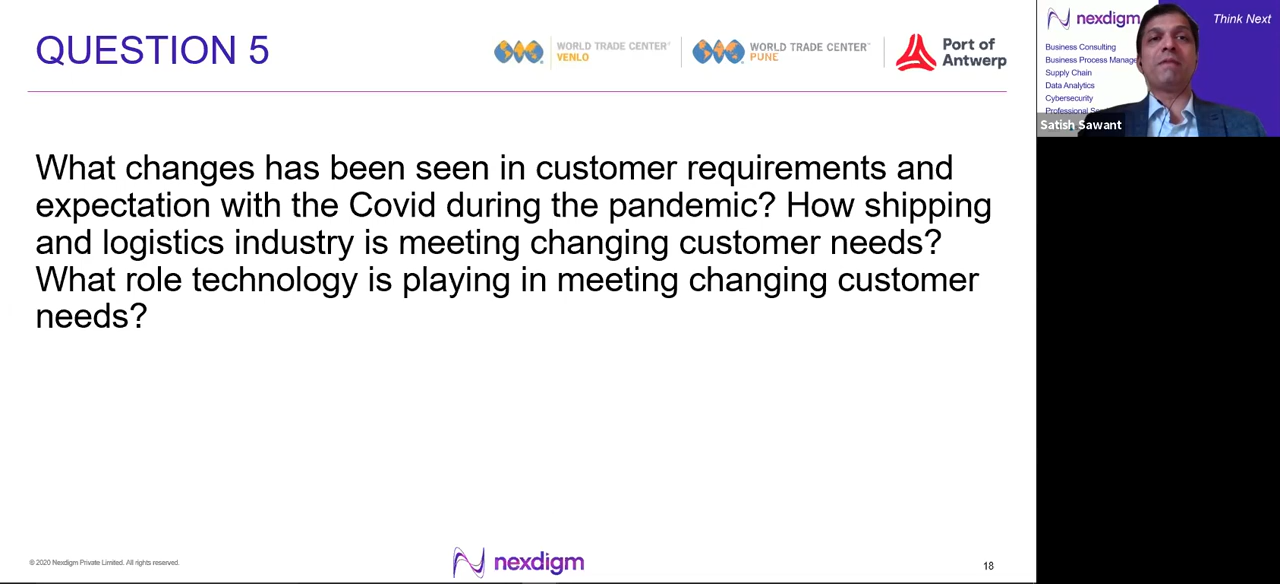 QUESTION 5
WORLD TRADE CENTER
VENLO
WORLD TRADE CENTER
PUNE
Port of
Antwerp
What changes has been seen in customer requirements and
expectation with the Covid during the pandemic? How shipping
and logistics industry is meeting changing customer needs?
What role technology is playing in meeting changing customer
needs?
© 2020 Nexdigm Private Limited. All rights reserved.
nexdigm
18
nexdigm
Think Next
Business Consulting
Business Process Manage
Supply Chain
Data Analytics
Cybersecurity
Professional
Satish Sawant